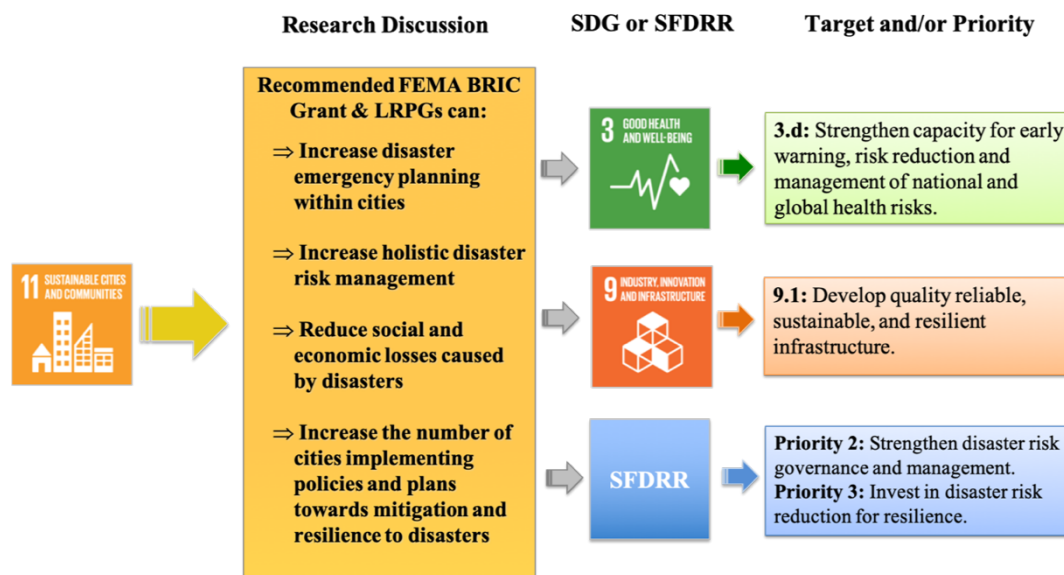 Research Discussion
SDG or SFDRR
Target and/or Priority
11 SUSTAINABLE CITIES
AND COMMUNITIES
Recommended FEMA BRIC
Grant & LRPGs can:
⇒ Increase disaster
emergency planning
within cities
⇒ Increase holistic disaster
risk management
⇒ Reduce social and
economic losses caused
by disasters
⇒ Increase the number of
cities implementing
policies and plans
towards mitigation and
resilience to disasters
3 GOOD HEALTH
AND WELL-BEING
3.d: Strengthen capacity for early
warning, risk reduction and
management of national and
global health risks.
9 INDUSTRY, INNOVATION
AND INFRASTRUCTURE
9.1: Develop quality reliable,
sustainable, and resilient
infrastructure.
SFDRR
Priority 2: Strengthen disaster risk
governance and management.
Priority 3: Invest in disaster risk
reduction for resilience.